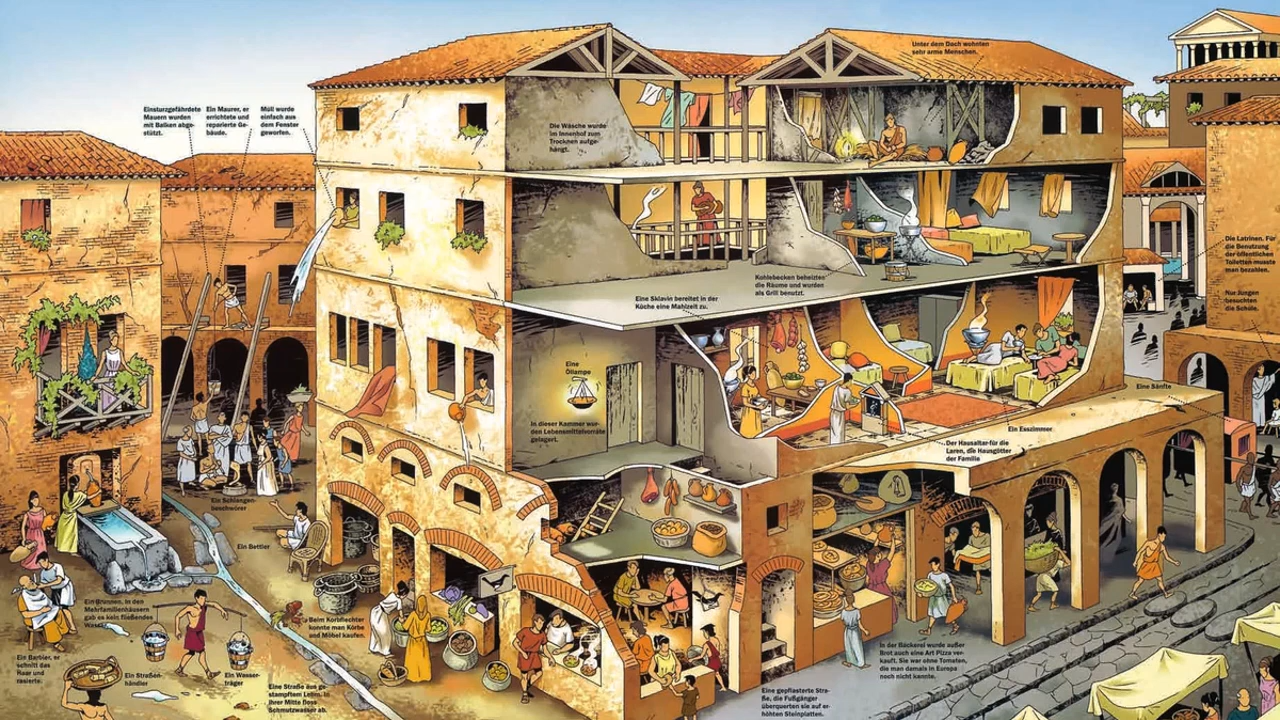 Unter dem Dach wohnten
sehr arme Menschen.
Einsturzgefährdete
Mauern wurden
mit Balken abge-
stützt.
Ein Maurer, er
errichtete und
reparierte Ge-
bäude.
Müll wurde
einfach aus
dem Fenster
geworfen.
Die Wäsche wurde
im Innenhof zum
Trocknen aufge-
hängt.
Die Latrinen. Für
die Benutzung
der öffentlichen
Toiletten musste
man bezahlen.
Kohlebecken beheizten
die Räume und wurden
als Grill benutzt.
Nur Jungen
besuchten
die Schule.
Eine Sklavin bereitet in der
Küche eine Mahlzeit zu.
Eine
Öllampe
Eine Sänfte
In dieser Kammer wur-
den Lebensmittelvorräte
gelagert.
Ein Esszimmer
Der Hausaltar für die
Laren, die Hausgötter
der Familie
Ein Schlangen-
beschwörer
Ein Bettler
Ein Brunnen. In den
Mehrfamilienhäusern
gab es kein fließendes
Beim Korbflechter
konnte man Körbe
und Möbel kaufen.
In der Bäckerei wurde außer
Brot auch eine Art Pizza ver-
kauft. Sie war ohne Tomaten,
die man damals in Europa
noch nicht kannte.
Ein Barbier, er
schnitt das
Haar und
rasierte.
Ein Straßen-
händler
Ein Wasser-
träger
Eine Straße aus ge-
stampftem Lehm. In
ihrer Mitte floss
Schmutzwasser ab.
Eine gepflasterte Stra-
ße, die Fußgänger
überquerten sie auf er-
höhten Steinplatten.